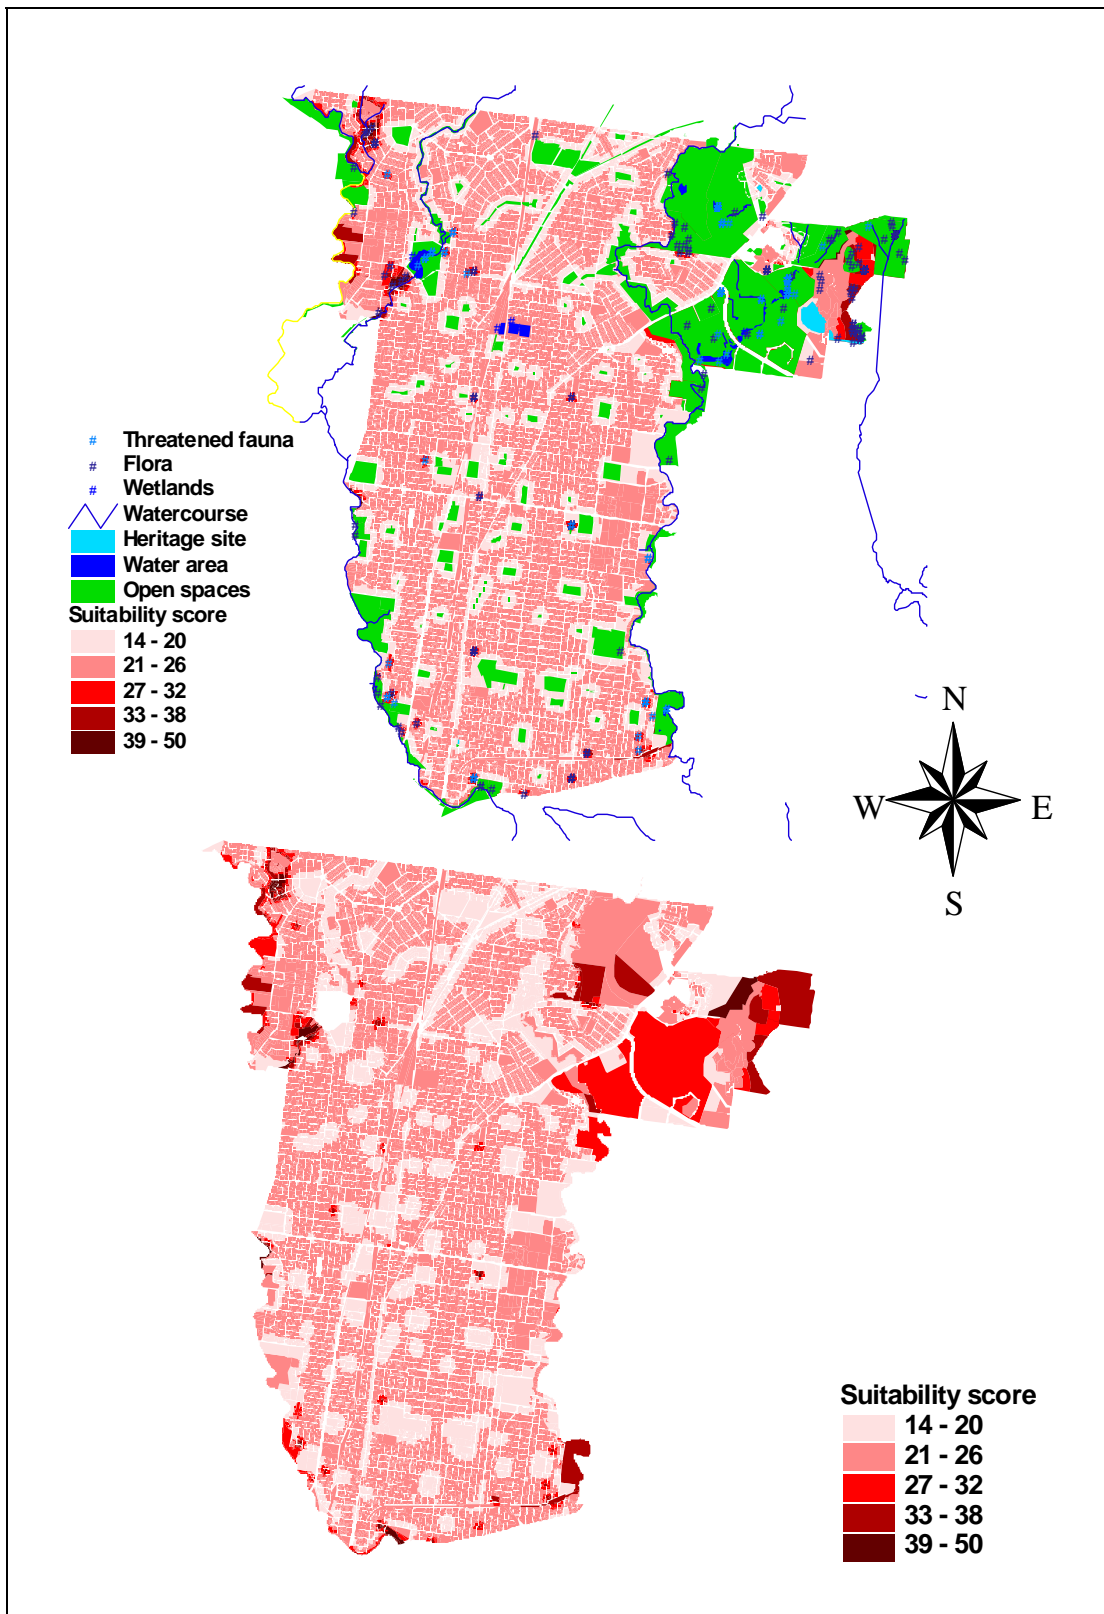 # Threatened fauna
# Flora
# Wetlands
Watercourse
Heritage site
Water area
Open spaces
Suitability score
14 - 20
21 - 26
27 - 32
33 - 38
39 - 50
N
W E
S
Suitability score
14 - 20
21 - 26
27 - 32
33 - 38
39 - 50